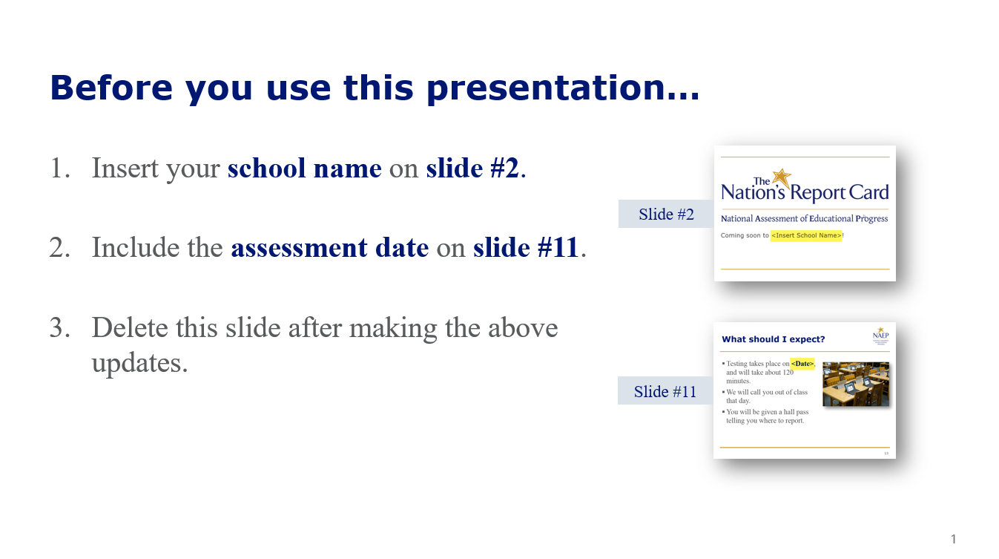 Before you use this presentation…
1. Insert your school name on slide #2.
2. Include the assessment date on slide #11.
3. Delete this slide after making the above
updates.
Slide #2
The
Nation's Report Card
National Assessment of Educational Progress
Coming soon to <Insert School Name>!
Slide #11
What should I expect?
NAEP
▪ Testing takes place on <Date>,
and will take about 120
minutes.
▪ We will call you out of class
that day.
▪ You will be given a hall pass
telling you where to report.
1